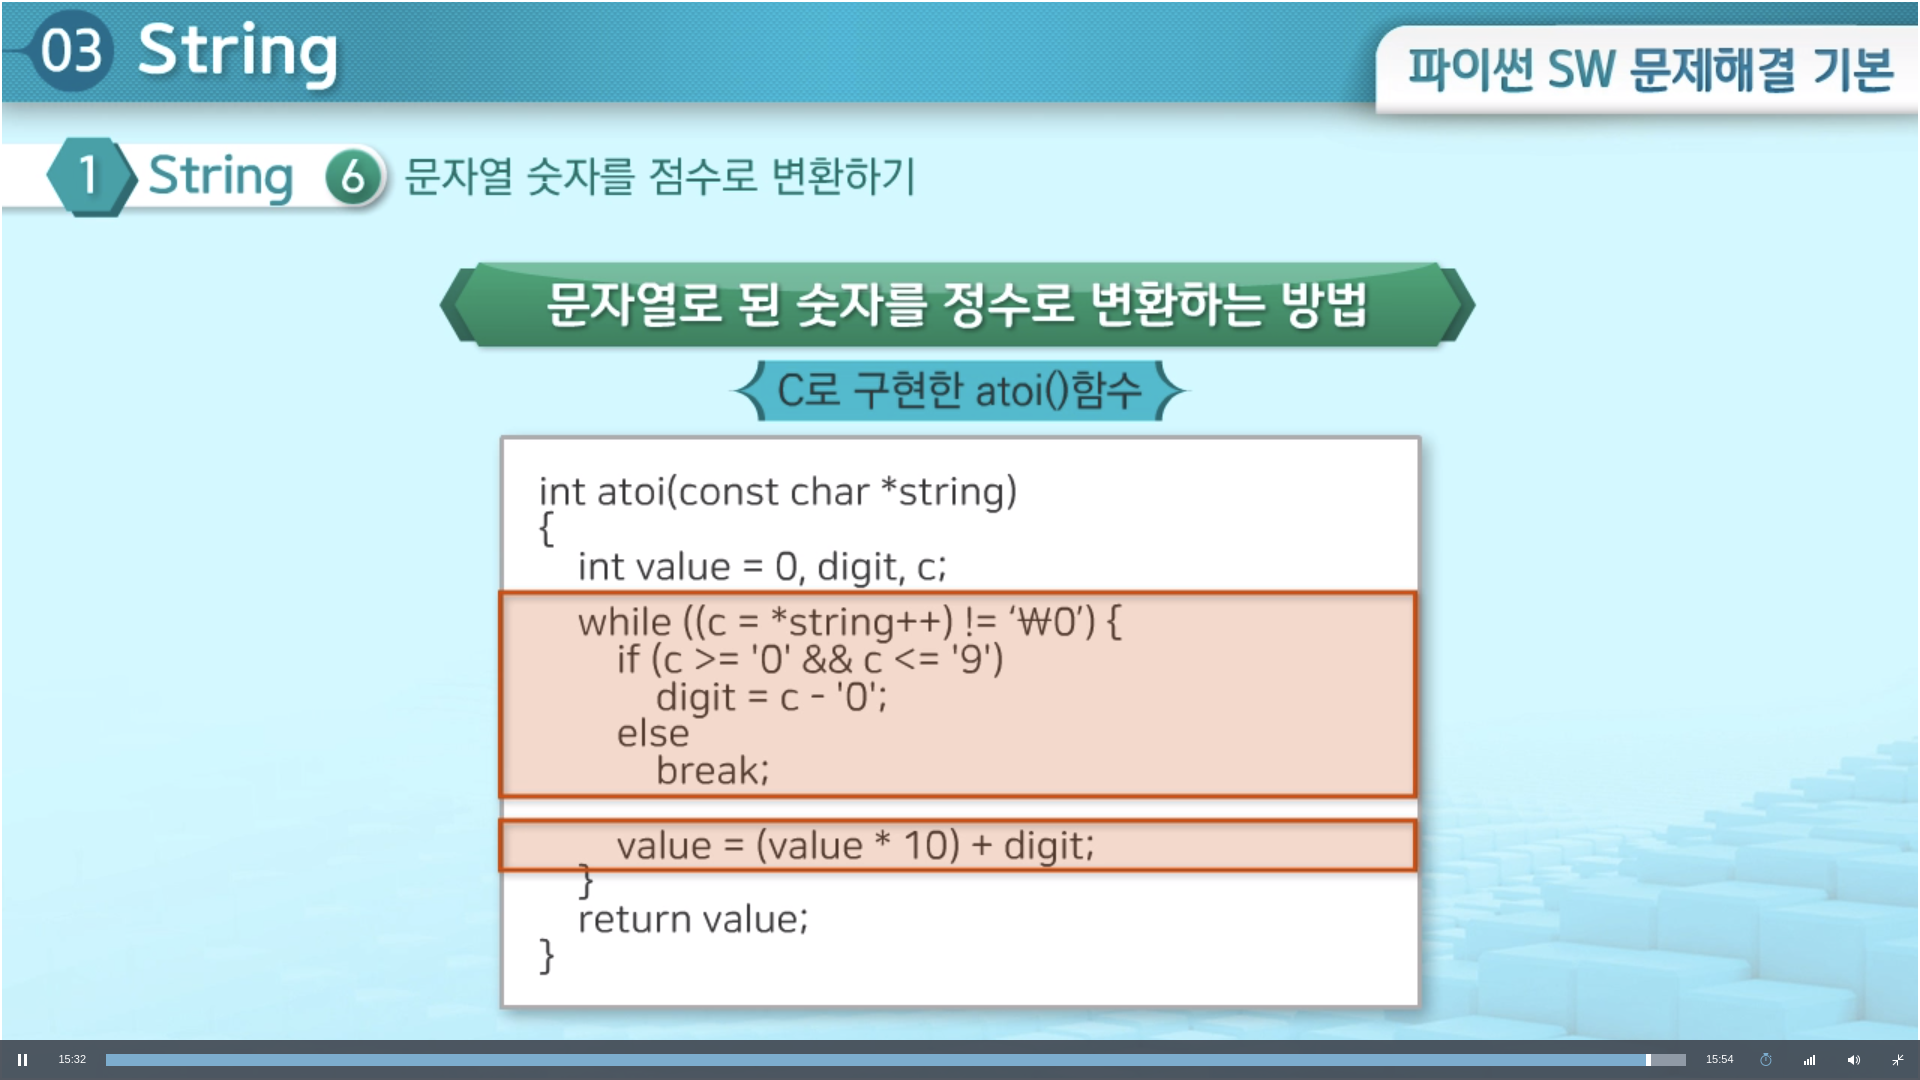 03 String
파이썬 SW 문제해결 기본
1 String 6 문자열 숫자를 점수로 변환하기
문자열로 된 숫자를 정수로 변환하는 방법
C로 구현한 atoi()함수
int atoi(const char *string)
{
int value = 0, digit, c;
while ((c = *string++) != ‘₩0’) {
if (c >= '0' && c <= '9')
digit = c - '0';
else
break;
value = (value * 10) + digit;
}
return value;
}
15:32
15:54